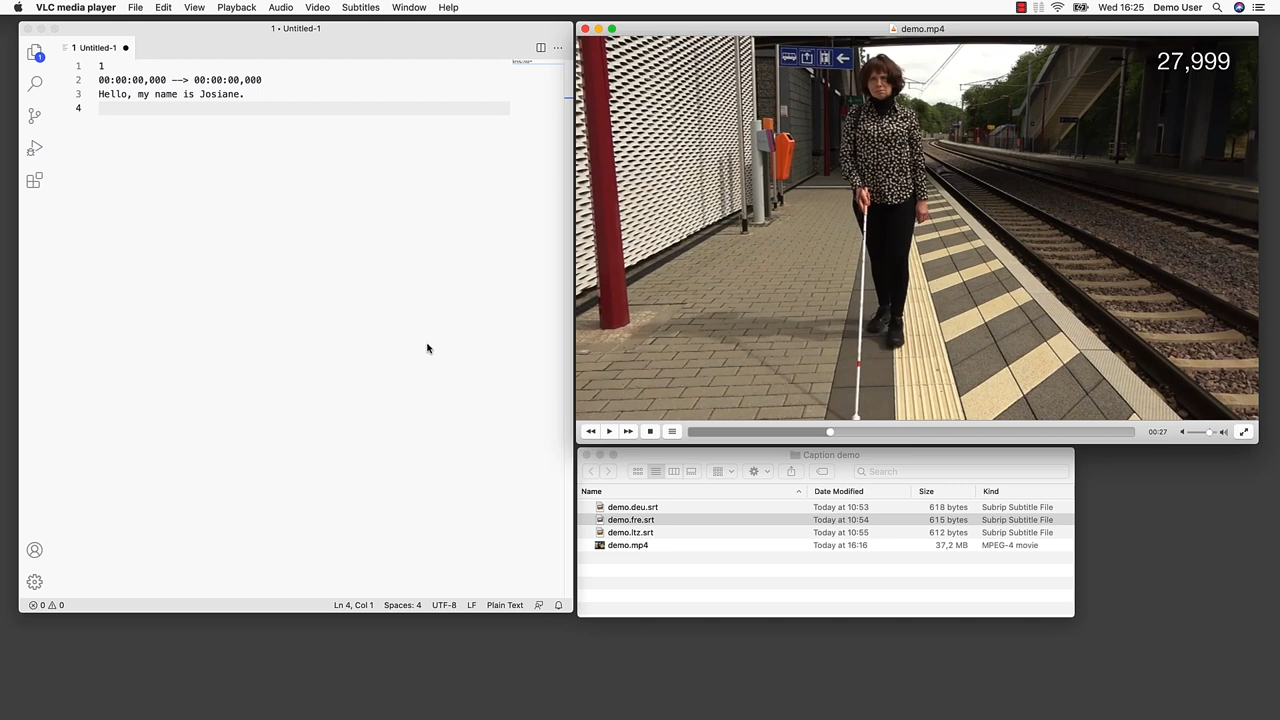 VLC media player File Edit View Playback Audio Video Subtitles Window Help Wed 16:25 Demo User
1 • Untitled-1
1 Untitled-1
1 1
2 00:00:00,000 --> 00:00:00,000
3 Hello, my name is Josiane.
4
1
0 0 Ln 4, Col 1 Spaces: 4 UTF-8 LF Plain Text
demo.mp4
27,999
00:27
Caption demo
Search
Name Date Modified Size Kind
demo.deu.srt Today at 10:53 618 bytes Subrip Subtitle File
demo.fre.srt Today at 10:54 615 bytes Subrip Subtitle File
demo.ltz.srt Today at 10:55 612 bytes Subrip Subtitle File
demo.mp4 Today at 16:16 37,2 MB MPEG-4 movie